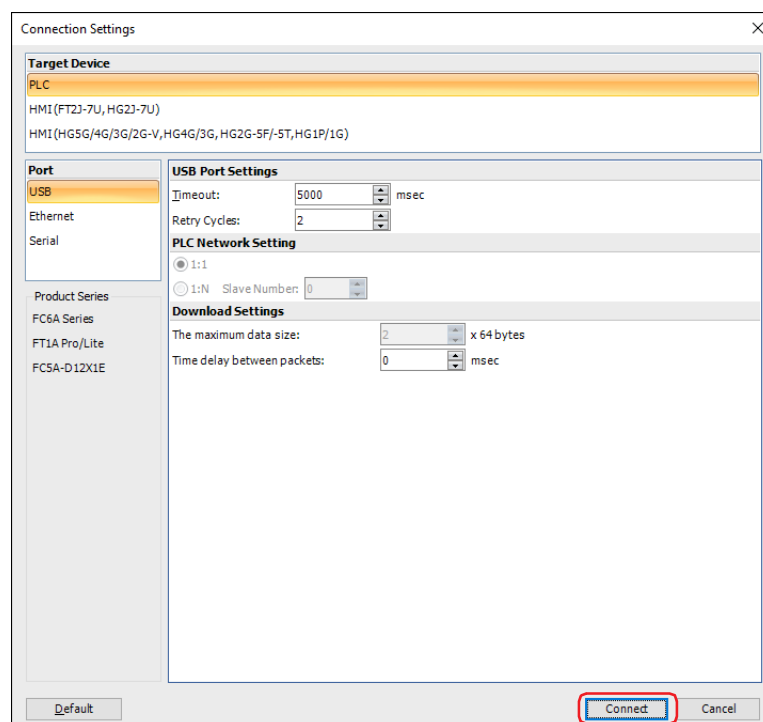 Connection Settings
Target Device
PLC
HMI(FT2J-7U,HG2J-7U)
HMI(HG5G/4G/3G/2G-V,HG4G/3G,HG2G-5F/-5T,HG1P/1G)
Port
USB
Ethernet
Serial
Product Series
FC6A Series
FT1A Pro/Lite
FC5A-D12X1E
USB Port Settings
Timeout: 5000 msec
Retry Cycles: 2
PLC Network Setting
1:1
1:N Slave Number: 0
Download Settings
The maximum data size: 2 x 64 bytes
Time delay between packets: 0 msec
Default Connect Cancel